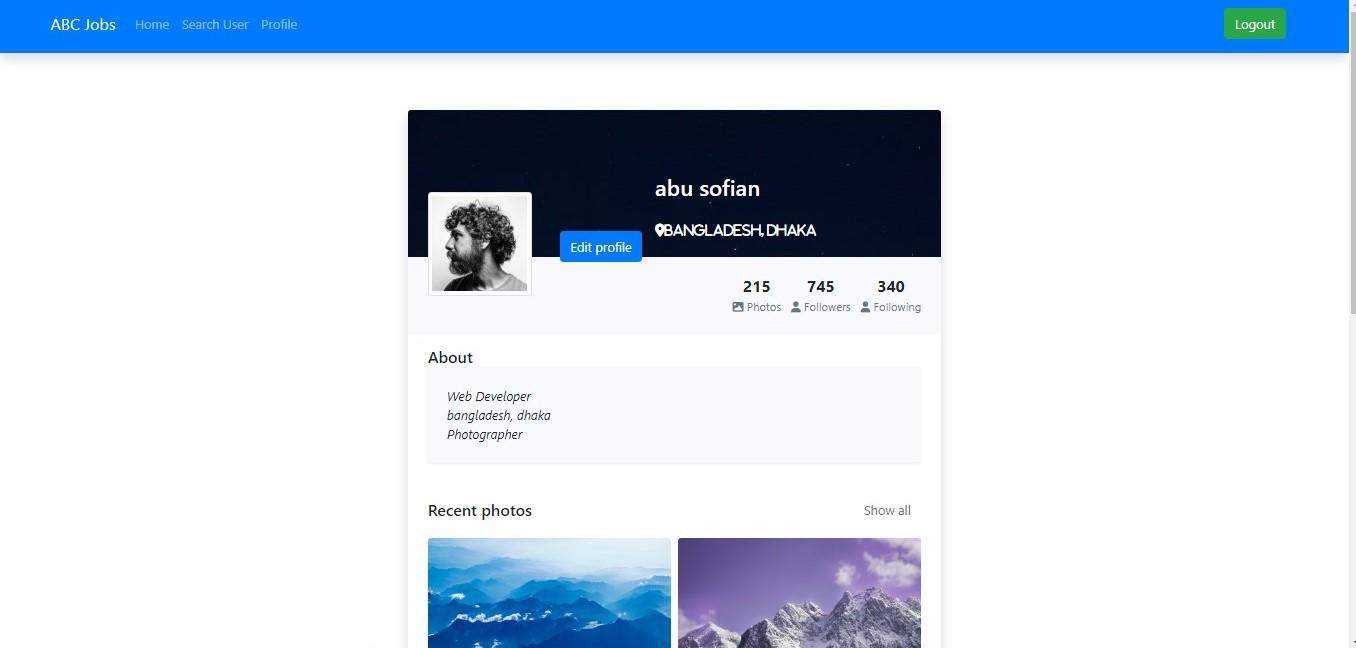 ABC Jobs Home Search User Profile Logout
abu sofian
BANGLADESH, DHAKA
Edit profile
215 745 340
Photos Followers Following
About
Web Developer
bangladesh, dhaka
Photographer
Recent photos Show all